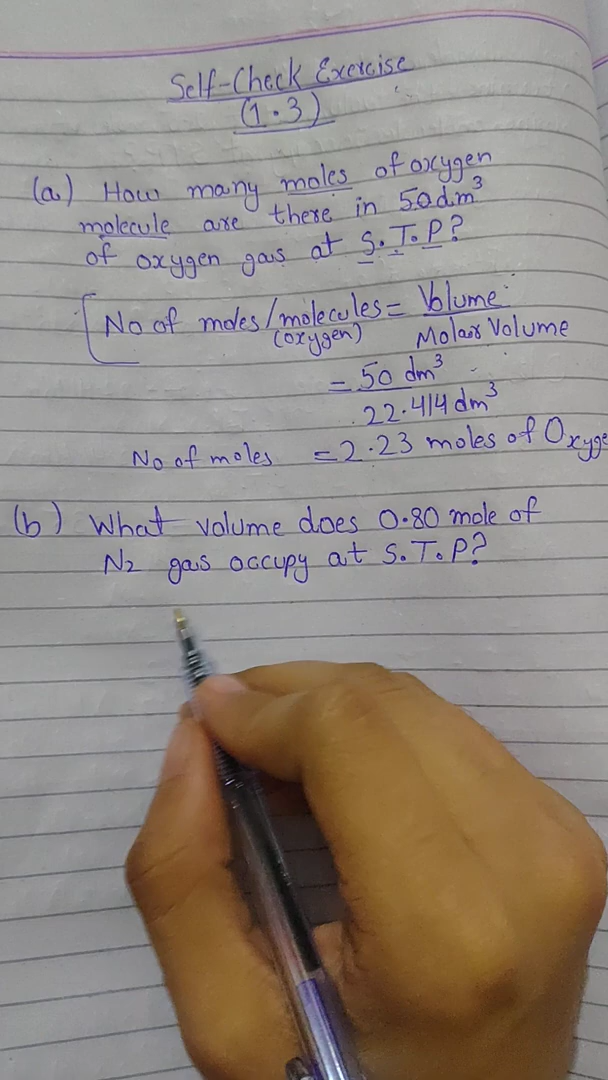 Self-Check Exercise
(1.3)
(a) How many moles of oxygen
molecule are there in 50dm³
of oxygen gas at S.T.P?
No of moles/molecules = Volume
(oxygen) Molar Volume
= 50 dm³
22.414 dm³
No of moles = 2.23 moles of Oxyge
(b) What volume does 0.80 mole of
N₂ gas occupy at S.T.P?